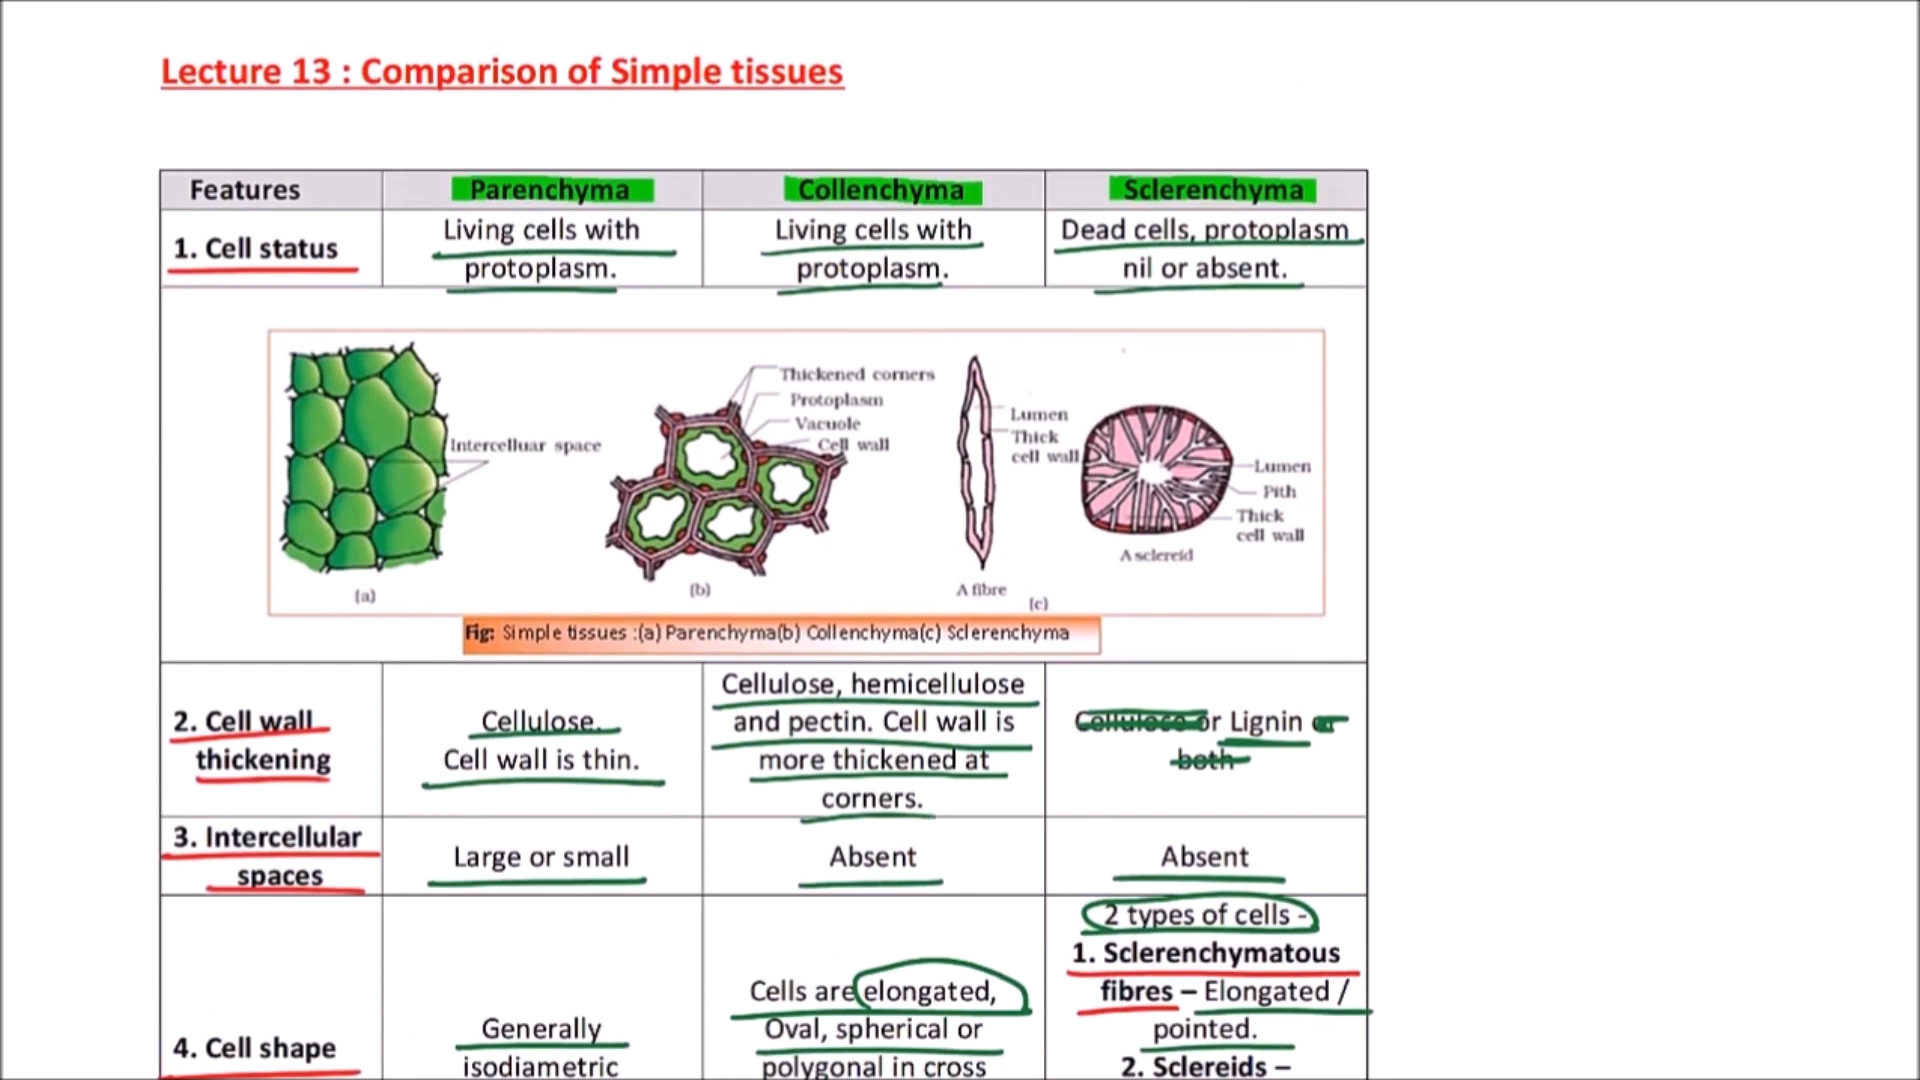 Lecture 13 : Comparison of Simple tissues
Features
Parenchyma
Collenchyma
Sclerenchyma
1. Cell status
Living cells with
protoplasm.
Living cells with
protoplasm.
Dead cells, protoplasm
nil or absent.
Intercelluar space
(a)
Thickened corners
Protoplasm
Vacuole
Cell wall
(b)
Lumen
Thick
cell wall
A fibre
Lumen
Pith
Thick
cell wall
A sclereid
(c)
Fig: Simple tissues :(a) Parenchyma(b) Collenchyma(c) Sclerenchyma
2. Cell wall
thickening
Cellulose.
Cell wall is thin.
Cellulose, hemicellulose
and pectin. Cell wall is
more thickened at
corners.
Cellulose or Lignin or
both
3. Intercellular
spaces
Large or small
Absent
Absent
4. Cell shape
Generally
isodiametric
Cells are elongated,
Oval, spherical or
polygonal in cross
2 types of cells -
1. Sclerenchymatous
fibres – Elongated /
pointed.
2. Sclereids –